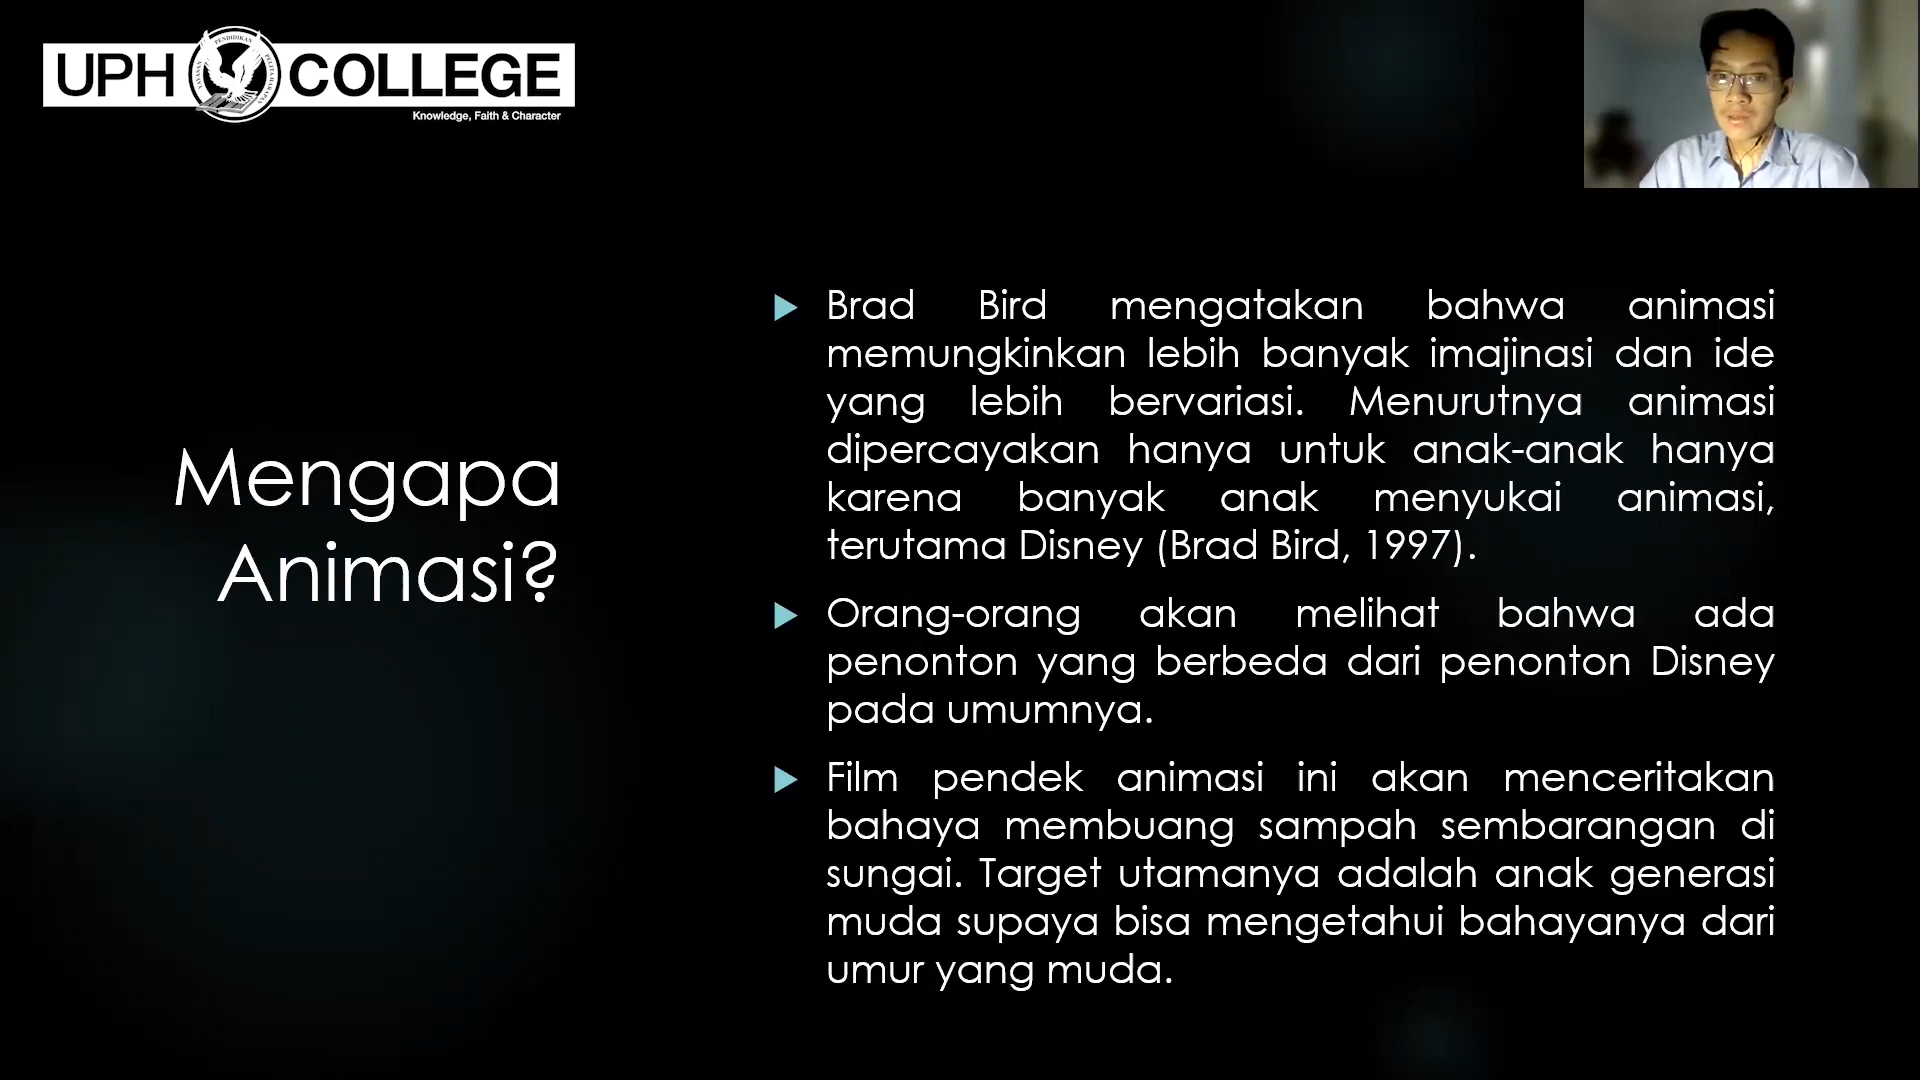 UPH COLLEGE
Knowledge, Faith & Character
Mengapa
Animasi?
Brad Bird mengatakan bahwa animasi
memungkinkan lebih banyak imajinasi dan ide
yang lebih bervariasi. Menurutnya animasi
dipercayakan hanya untuk anak-anak hanya
karena banyak anak menyukai animasi,
terutama Disney (Brad Bird, 1997).
Orang-orang akan melihat bahwa ada
penonton yang berbeda dari penonton Disney
pada umumnya.
Film pendek animasi ini akan menceritakan
bahaya membuang sampah sembarangan di
sungai. Target utamanya adalah anak generasi
muda supaya bisa mengetahui bahayanya dari
umur yang muda.